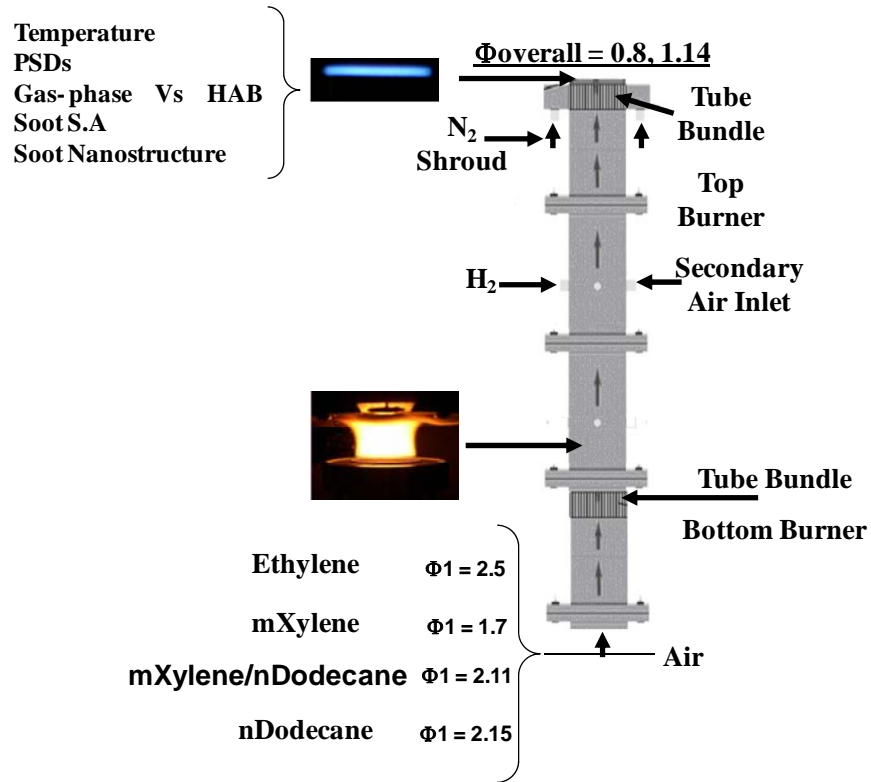 Temperature
PSDs
Gas- phase Vs HAB
Soot S.A
Soot Nanostructure
Φoverall = 0.8, 1.14
N2
Shroud
Tube
Bundle
Top
Burner
H2
Secondary
Air Inlet
Tube Bundle
Bottom Burner
Ethylene Φ1 = 2.5
mXylene Φ1 = 1.7
mXylene/nDodecane Φ1 = 2.11
nDodecane Φ1 = 2.15
Air